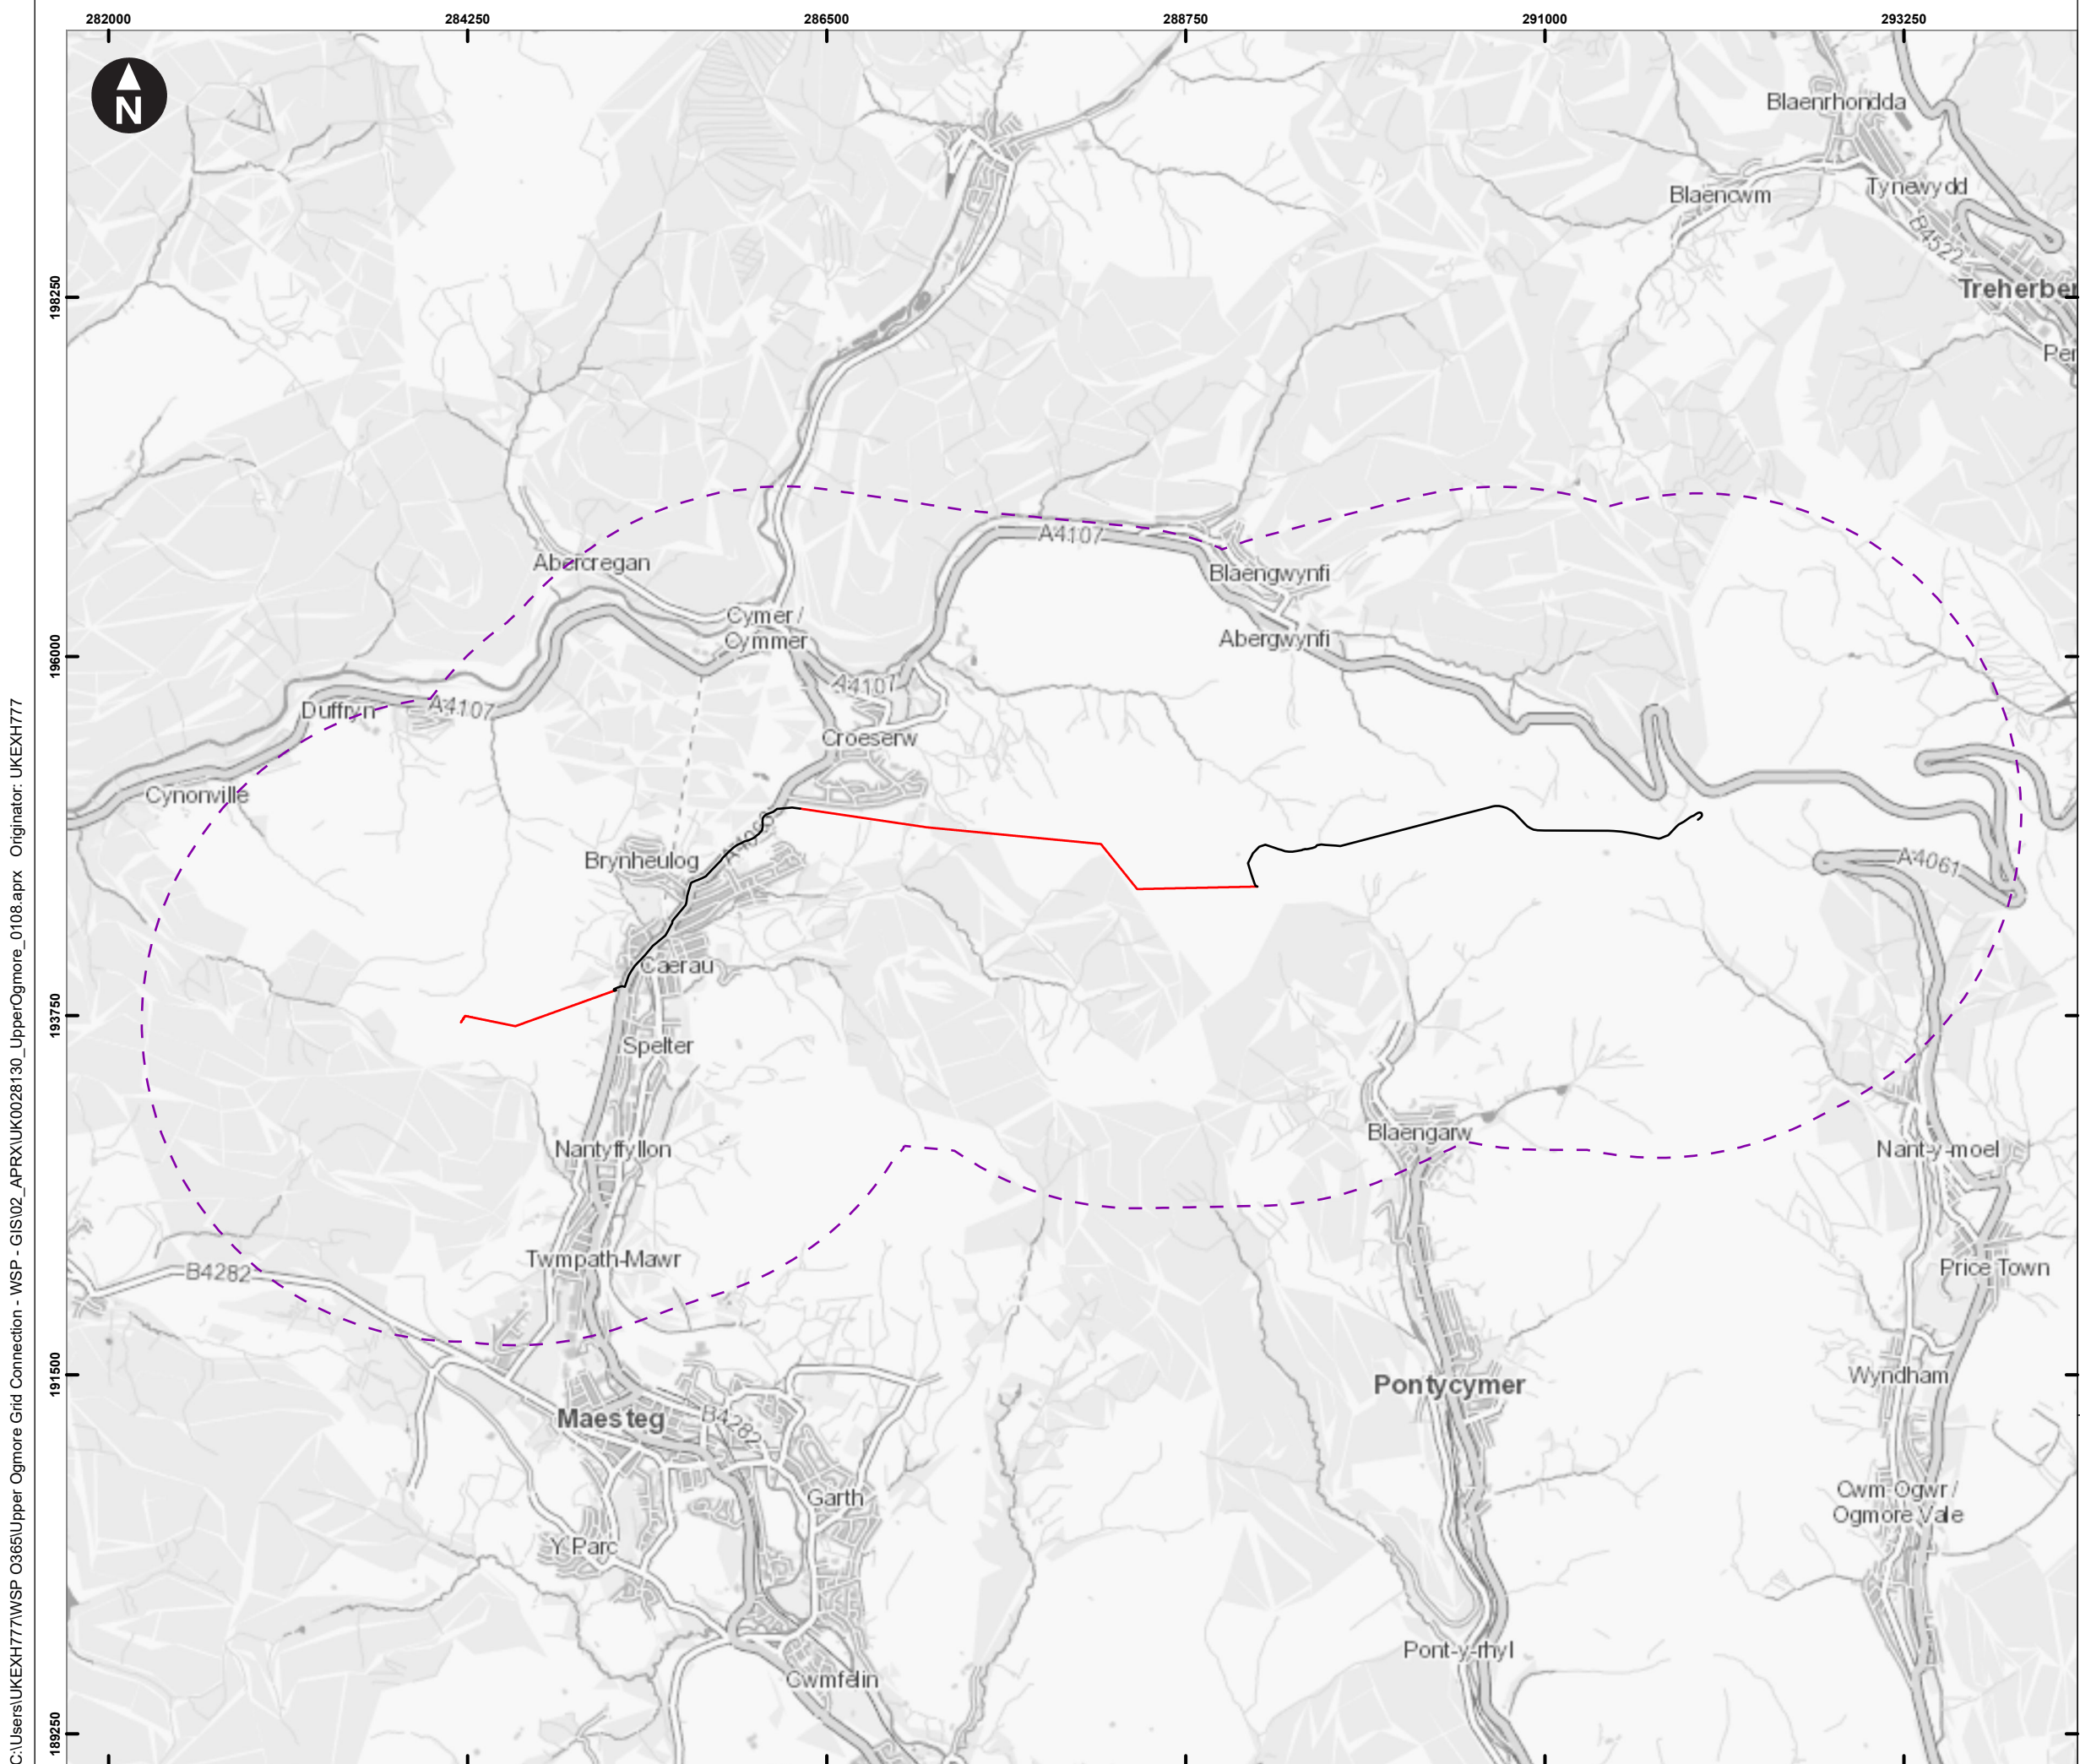 282000
284250
286500
288750
291000
293250
N
Blaenrhondda
Blaencwm
Tynewydd
B4522
198250
Treherber
Per
A4107
Abercregan
Blaengwynfi
Cymer /
Cymmer
Abergwynfi
196000
A4107
Duffryn
A4107
Croeserw
Cynonville
Brynheulog
A4061
Caerau
193750
Spelter
Blaengarw
Nantyffyllon
Nant-y-moel
Twmpath-Mawr
B4282
Price Town
191500
Wyndham
Pontycymer
Maesteg
B4282
Garth
Cwm Ogwr /
Ogmore Vale
Y Parc
Pont-y-rhyl
Cwmfelin
189250
C:\Users\UKEXH777\WSP O365\Upper Ogmore Grid Connection - WSP - GIS\02_APRX\UK0028130_UpperOgmore_0108.aprx Originator: UKEXH777